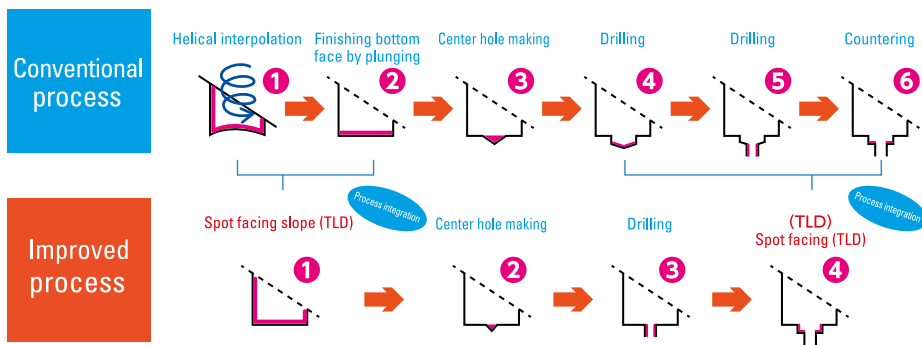 Conventional
process
Helical interpolation
Finishing bottom
face by plunging
Center hole making
Drilling
Drilling
Countering
1
2
3
4
5
6
Process integration
Process integration
Improved
process
Spot facing slope (TLD)
Center hole making
Drilling
(TLD)
Spot facing (TLD)
1
2
3
4